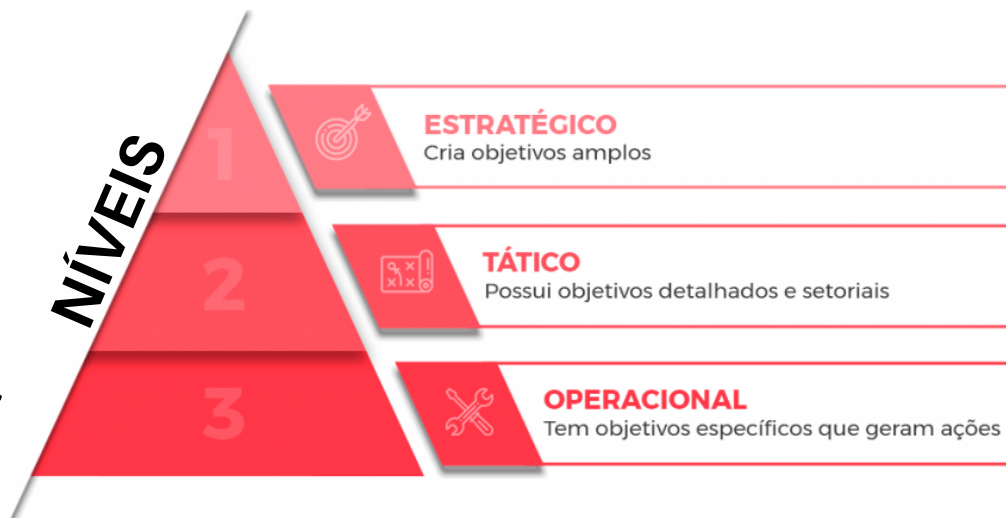 NÍVEIS
1
ESTRATÉGICO
Cria objetivos amplos
2
TÁTICO
Possui objetivos detalhados e setoriais
3
OPERACIONAL
Tem objetivos específicos que geram ações